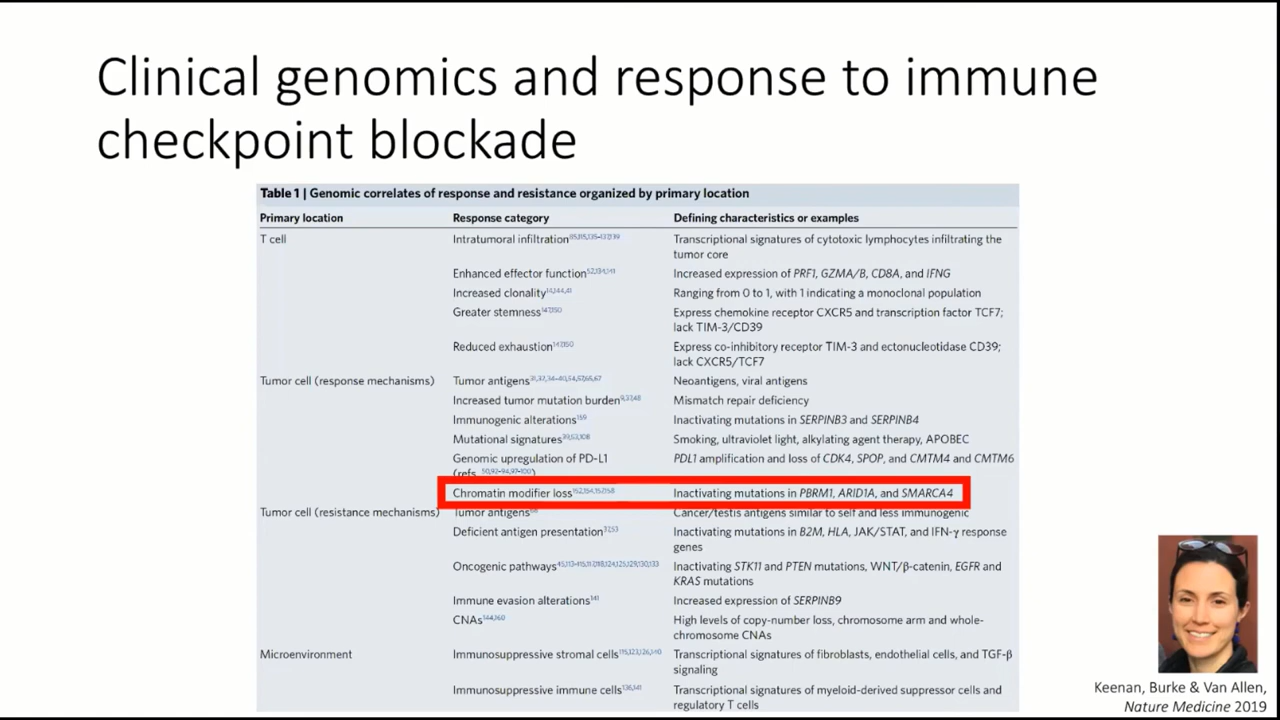 Clinical genomics and response to immune
checkpoint blockade
Table 1 | Genomic correlates of response and resistance organized by primary location
Primary location Response category Defining characteristics or examples
T cell Intratumoral infiltration Transcriptional signatures of cytotoxic lymphocytes infiltrating the
tumor core
Enhanced effector function Increased expression of PRF1, GZMA/B, CD8A, and IFNG
Increased clonality Ranging from 0 to 1, with 1 indicating a monoclonal population
Greater stemness Express chemokine receptor CXCR5 and transcription factor TCF7;
lack TIM-3/CD39
Reduced exhaustion Express co-inhibitory receptor TIM-3 and ectonucleotidase CD39;
lack CXCR5/TCF7
Tumor cell (response mechanisms) Tumor antigens Neoantigens, viral antigens
Increased tumor mutation burden Mismatch repair deficiency
Immunogenic alterations Inactivating mutations in SERPINB3 and SERPINB4
Mutational signatures Smoking, ultraviolet light, alkylating agent therapy, APOBEC
Genomic upregulation of PD-L1 PDL1 amplification and loss of CDK4, SPOP, and CMTM4 and CMTM6
(refs.
Chromatin modifier loss Inactivating mutations in PBRM1, ARID1A, and SMARCA4
Tumor cell (resistance mechanisms) Tumor antigens Cancer/testis antigens similar to self and less immunogenic
Deficient antigen presentation Inactivating mutations in B2M, HLA, JAK/STAT, and IFN-γ response
genes
Oncogenic pathways Inactivating STK11 and PTEN mutations, WNT/β-catenin, EGFR and
KRAS mutations
Immune evasion alterations Increased expression of SERPINB9
CNAs High levels of copy-number loss, chromosome arm and whole-
chromosome CNAs
Microenvironment Immunosuppressive stromal cells Transcriptional signatures of fibroblasts, endothelial cells, and TGF-β
signaling
Immunosuppressive immune cells Transcriptional signatures of myeloid-derived suppressor cells and
regulatory T cells
Keenan, Burke & Van Allen,
Nature Medicine 2019